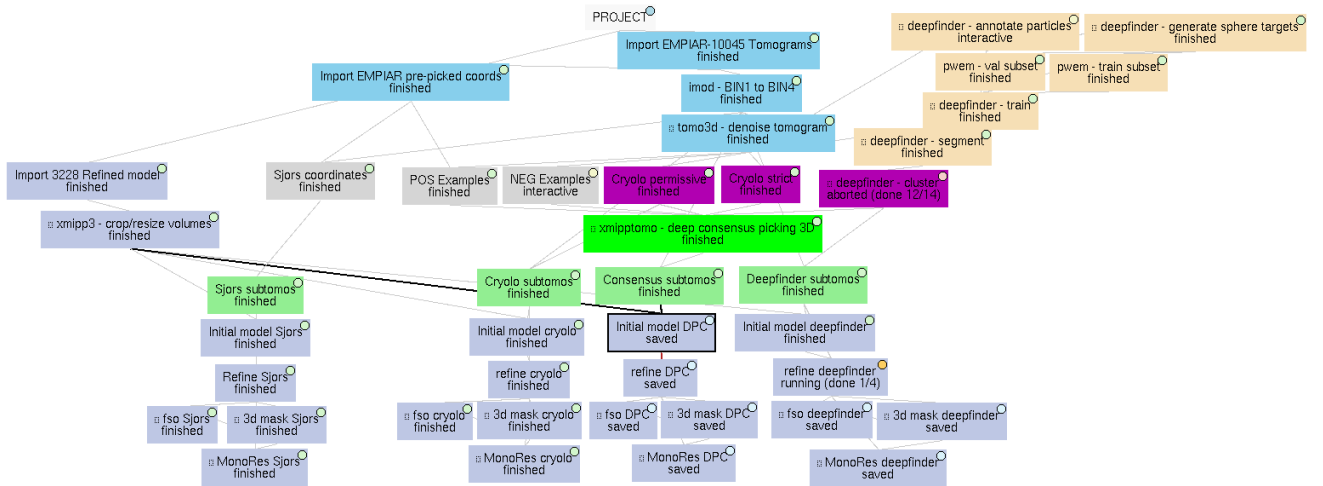 PROJECT
Import EMPIAR-10045 Tomograms
finished
deepfinder - annotate particles
interactive
deepfinder - generate sphere targets
finished
Import EMPIAR pre-picked coords
finished
imod - BIN1 to BIN4
finished
pwem - val subset
finished
pwem - train subset
finished
deepfinder - train
finished
tomo3d - denoise tomogram
finished
deepfinder - segment
finished
Import 3228 Refined model
finished
Sjors coordinates
finished
POS Examples
finished
NEG Examples
interactive
Cryolo permissive
finished
Cryolo strict
finished
deepfinder - cluster
aborted (done 12/14)
xmipp3 - crop/resize volumes
finished
xmipptomo - deep consensus picking 3D
finished
Sjors subtomos
finished
Cryolo subtomos
finished
Consensus subtomos
finished
Deepfinder subtomos
finished
Initial model Sjors
finished
Initial model cryolo
finished
Initial model DPC
saved
Initial model deepfinder
finished
Refine Sjors
finished
refine cryolo
finished
refine DPC
saved
refine deepfinder
running (done 1/4)
fso Sjors
finished
3d mask Sjors
finished
fso cryolo
finished
3d mask cryolo
finished
fso DPC
saved
3d mask DPC
saved
fso deepfinder
saved
3d mask deepfinder
saved
MonoRes Sjors
finished
MonoRes cryolo
finished
MonoRes DPC
saved
MonoRes deepfinder
saved